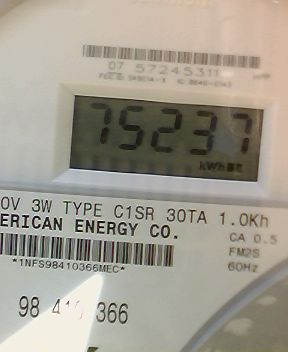 07 57245311
75237
kWh
0V 3W TYPE C1SR 30TA 1.0Kh
ERICAN ENERGY CO.
CA 0.5
FM2S
*1NFS98410366MEC*
60Hz
98 410 366